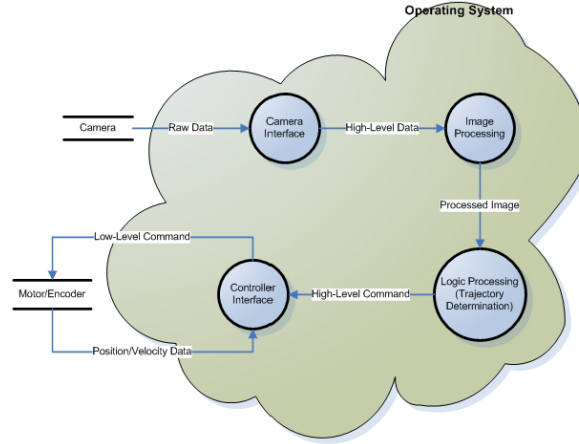 Operating System
Camera
Raw Data
Camera
Interface
High-Level Data
Image
Processing
Processed Image
Low-Level Command
Motor/Encoder
Controller
Interface
High-Level Command
Logic Processing
(Trajectory
Determination)
Position/Velocity Data